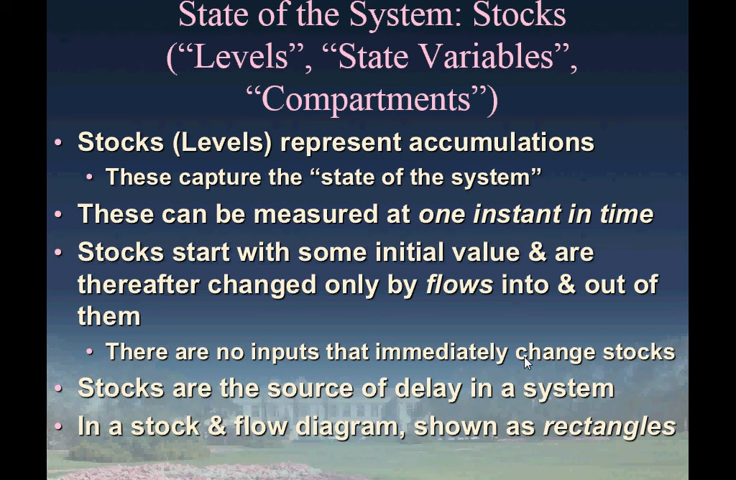 State of the System: Stocks
(“Levels”, “State Variables”,
“Compartments”)
• Stocks (Levels) represent accumulations
• These capture the “state of the system”
• These can be measured at one instant in time
• Stocks start with some initial value & are
thereafter changed only by flows into & out of
them
• There are no inputs that immediately change stocks
• Stocks are the source of delay in a system
• In a stock & flow diagram, shown as rectangles